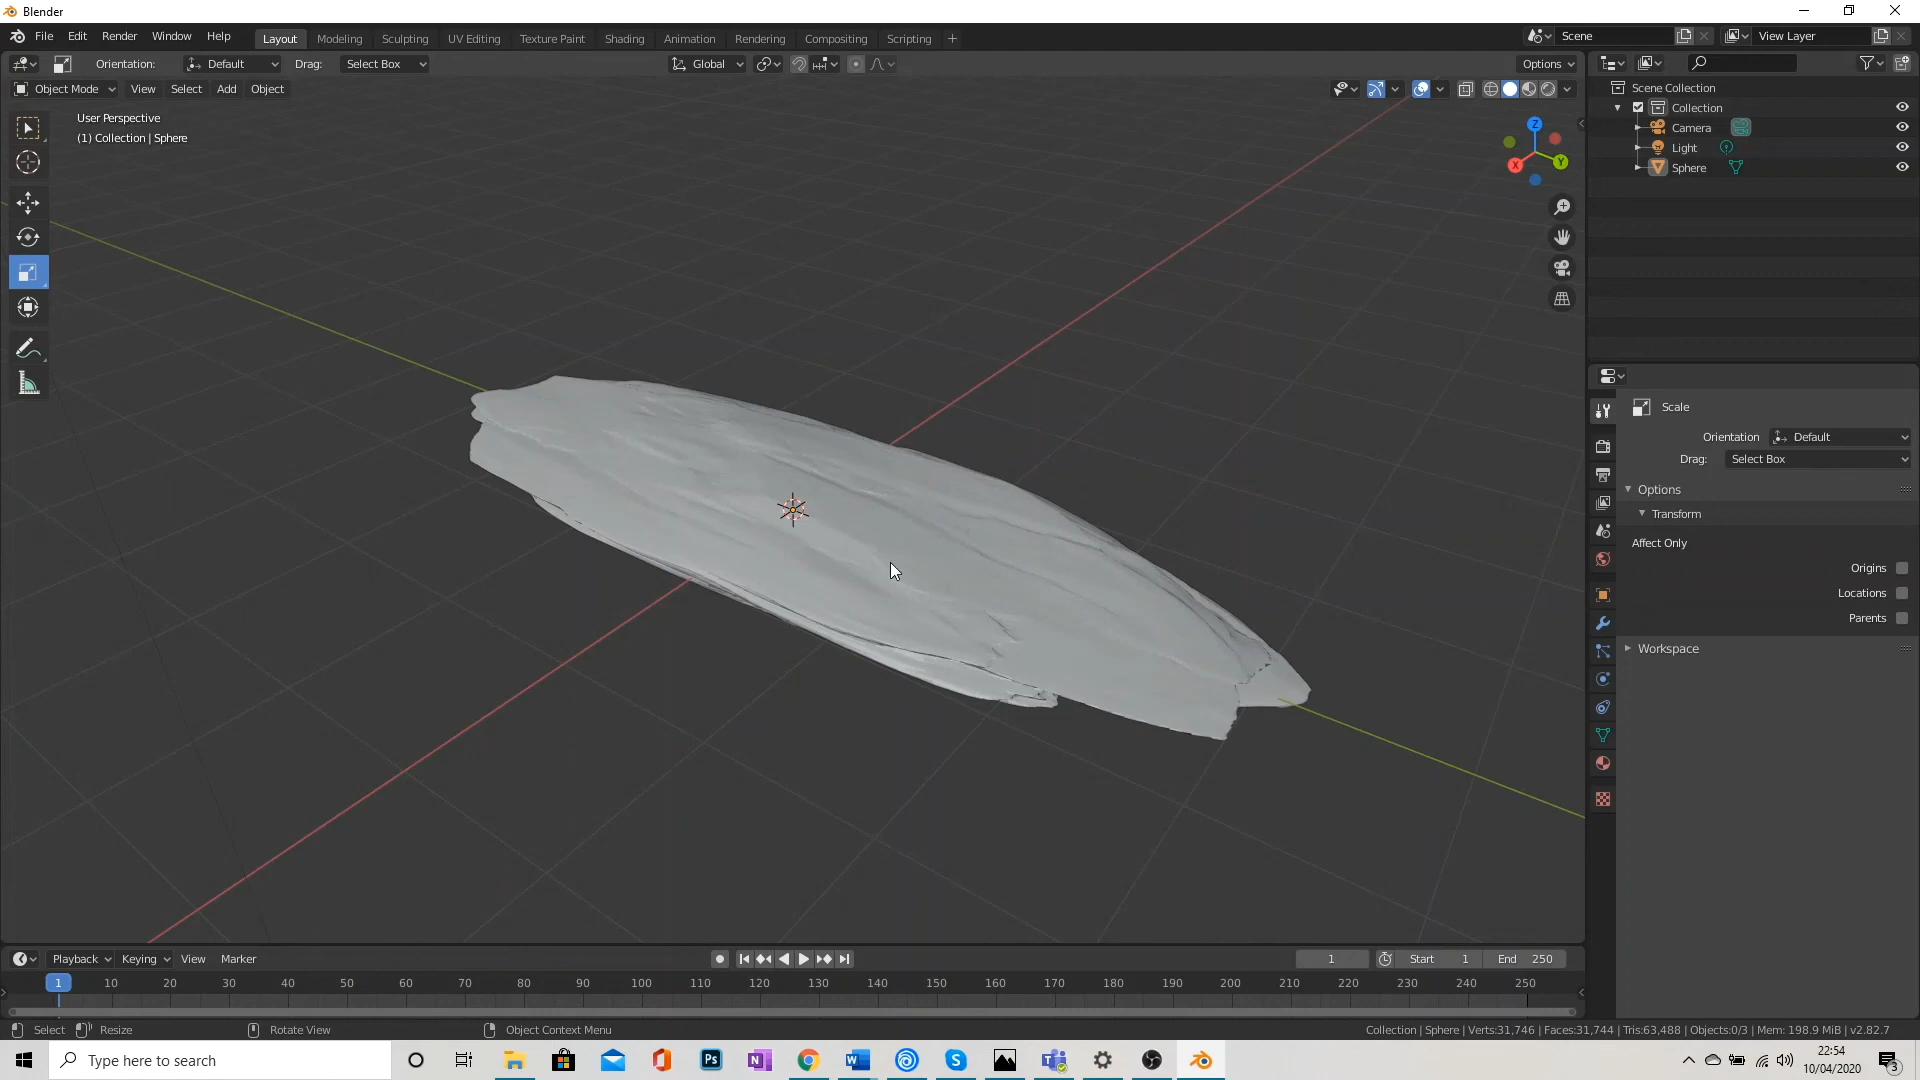 Blender
File Edit Render Window Help Layout Modeling Sculpting UV Editing Texture Paint Shading Animation Rendering Compositing Scripting + Scene View Layer
Orientation: Default Drag: Select Box Global Options
Object Mode View Select Add Object
User Perspective
(1) Collection | Sphere
Z
Y
X
Scene Collection
Collection
Camera
Light
Sphere
Scale
Orientation Default
Drag: Select Box
Options
Transform
Affect Only
Origins
Locations
Parents
Workspace
Playback Keying View Marker 1 Start 1 End 250
1 10 20 30 40 50 60 70 80 90 100 110 120 130 140 150 160 170 180 190 200 210 220 230 240 250
Select Resize Rotate View Object Context Menu Collection | Sphere | Verts:31,746 | Faces:31,744 | Tris:63,488 | Objects:0/3 | Mem: 198.9 MiB | v2.82.7
Type here to search
Ps
N
W
S
22:54
10/04/2020
3